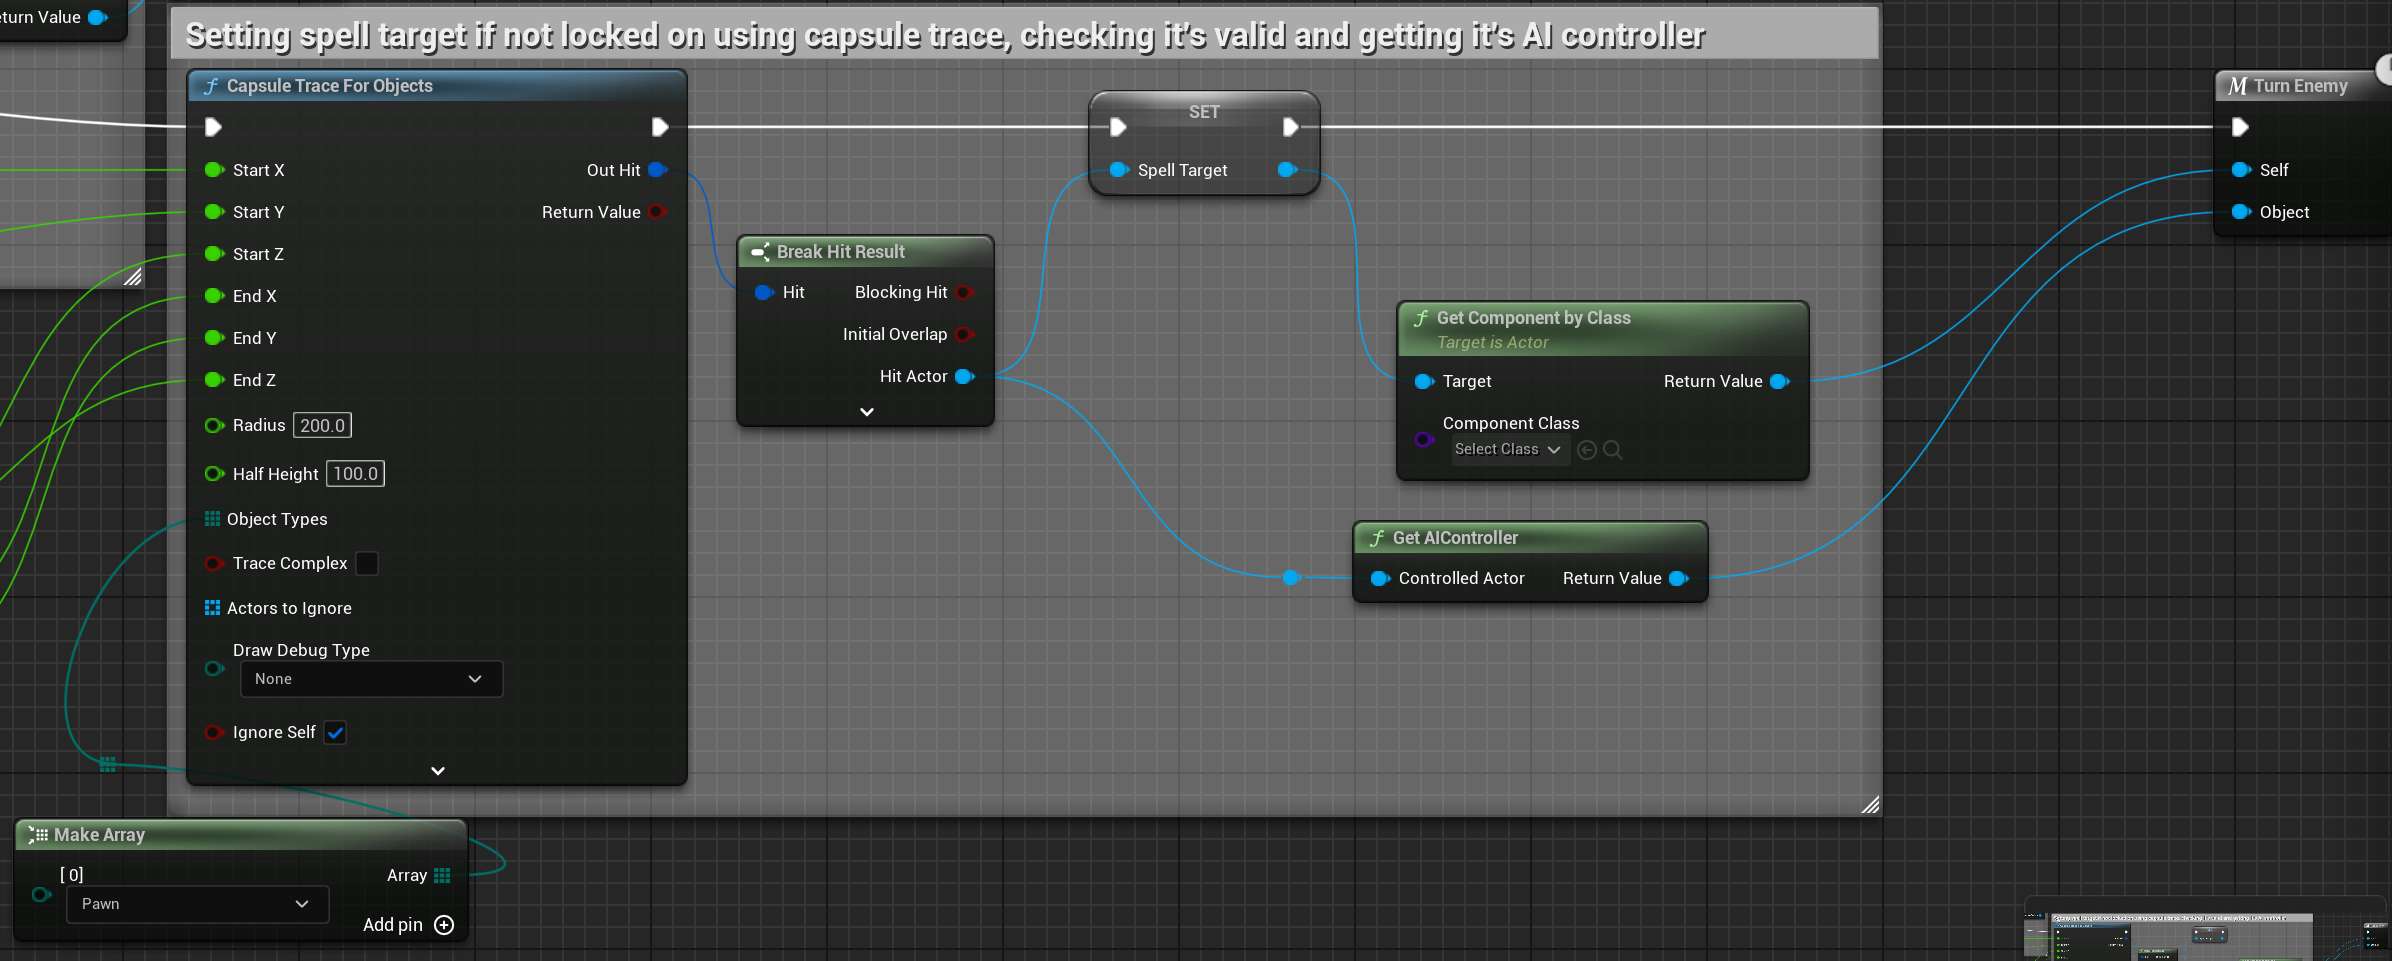 Return Value
Setting spell target if not locked on using capsule trace, checking it's valid and getting it's AI controller
Capsule Trace For Objects
Start X
Out Hit
Start Y
Return Value
Start Z
End X
End Y
End Z
Radius 200.0
Half Height 100.0
Object Types
Trace Complex
Actors to Ignore
Draw Debug Type
None
Ignore Self
Break Hit Result
Hit
Blocking Hit
Initial Overlap
Hit Actor
SET
Spell Target
Get Component by Class
Target is Actor
Target
Return Value
Component Class
Select Class
Get AIController
Controlled Actor
Return Value
Turn Enemy
Self
Object
Make Array
[ 0]
Array
Pawn
Add pin